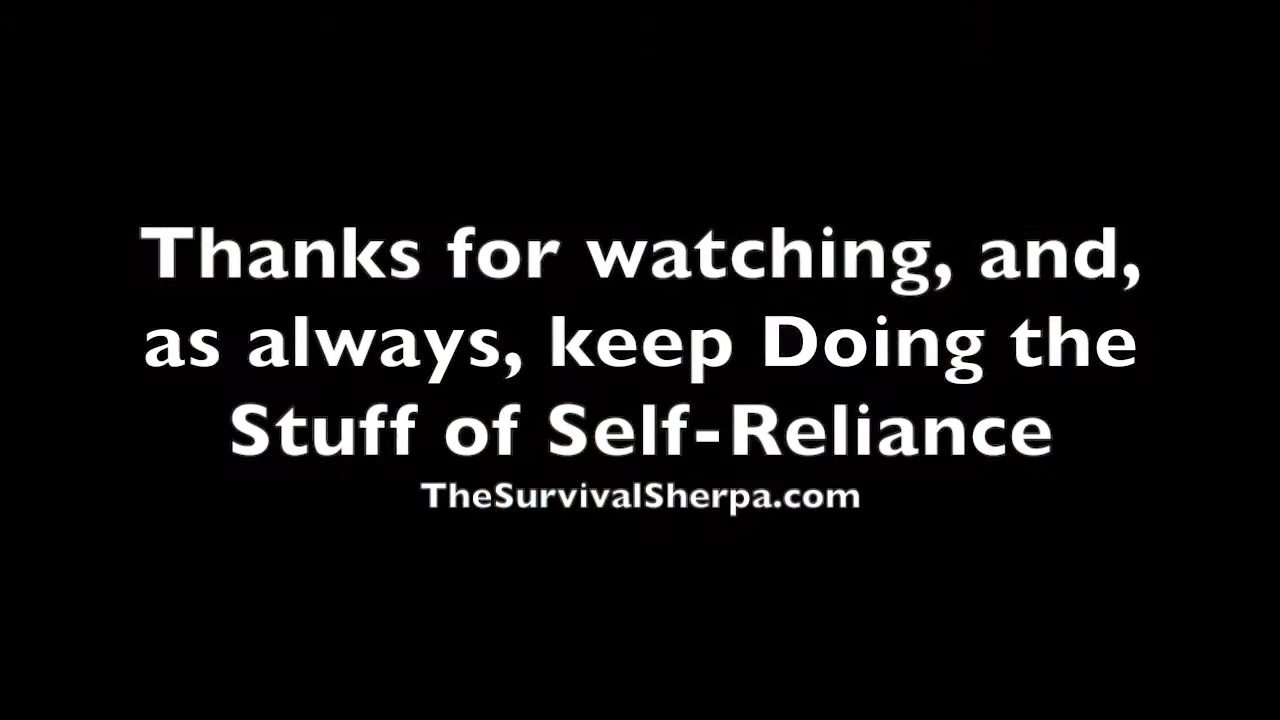 Thanks for watching, and,
as always, keep Doing the
Stuff of Self-Reliance
TheSurvivalSherpa.com